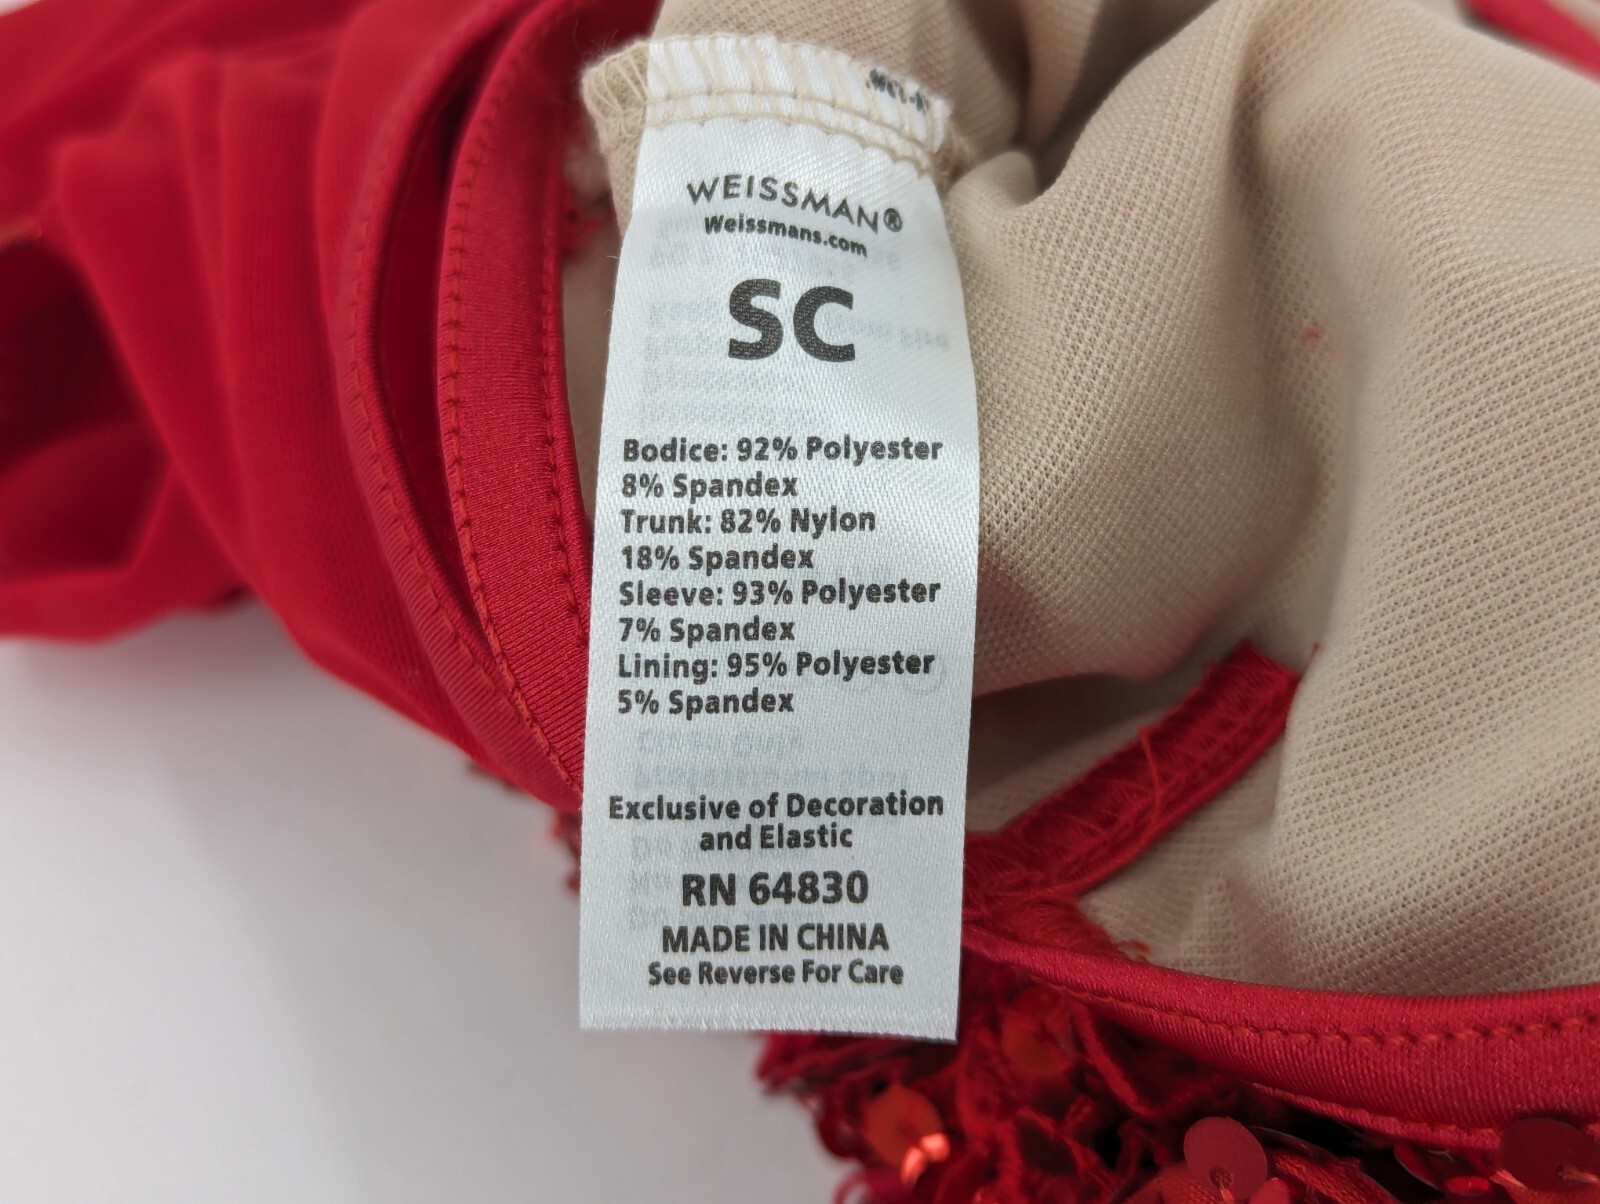 WEISSMAN®
Weissmans.com
SC
Bodice: 92% Polyester
8% Spandex
Trunk: 82% Nylon
18% Spandex
Sleeve: 93% Polyester
7% Spandex
Lining: 95% Polyester
5% Spandex
Exclusive of Decoration
and Elastic
RN 64830
MADE IN CHINA
See Reverse For Care